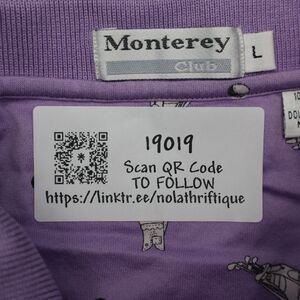 Monterey
Club
L
19019
Scan QR Code
TO FOLLOW
https://linktr.ee/nolathriftique